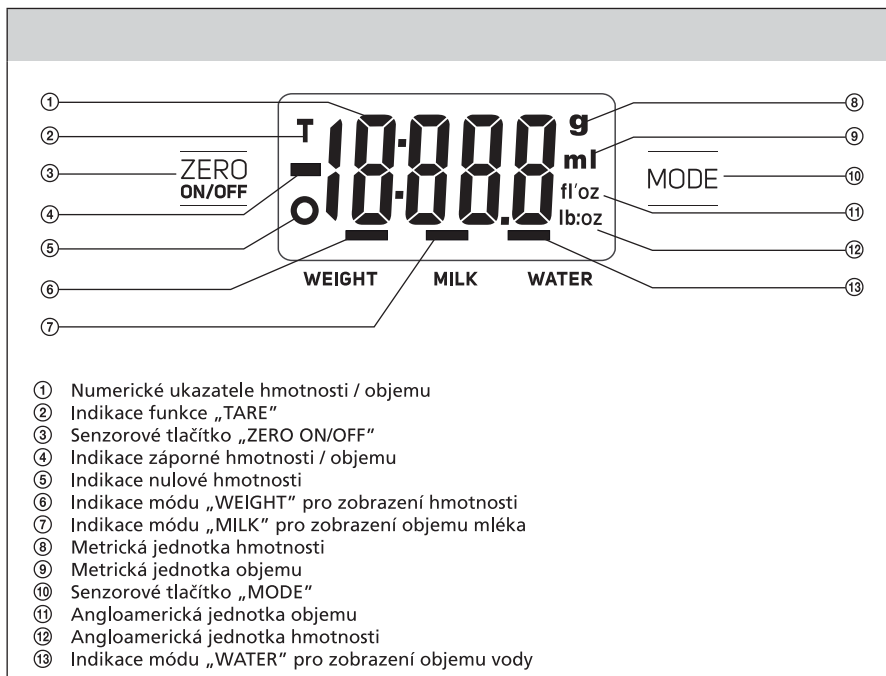 ① ⑧
T 18:888 g
② ⑨
③ ZERO ml MODE ⑩
ON/OFF
④ fl'oz ⑪
⑤ lb:oz ⑫
⑥ WEIGHT MILK WATER ⑬
⑦
① Numerické ukazatele hmotnosti / objemu
② Indikace funkce „TARE”
③ Senzorové tlačítko „ZERO ON/OFF”
④ Indikace záporné hmotnosti / objemu
⑤ Indikace nulové hmotnosti
⑥ Indikace módu „WEIGHT” pro zobrazení hmotnosti
⑦ Indikace módu „MILK” pro zobrazení objemu mléka
⑧ Metrická jednotka hmotnosti
⑨ Metrická jednotka objemu
⑩ Senzorové tlačítko „MODE”
⑪ Angloamerická jednotka objemu
⑫ Angloamerická jednotka hmotnosti
⑬ Indikace módu „WATER” pro zobrazení objemu vody